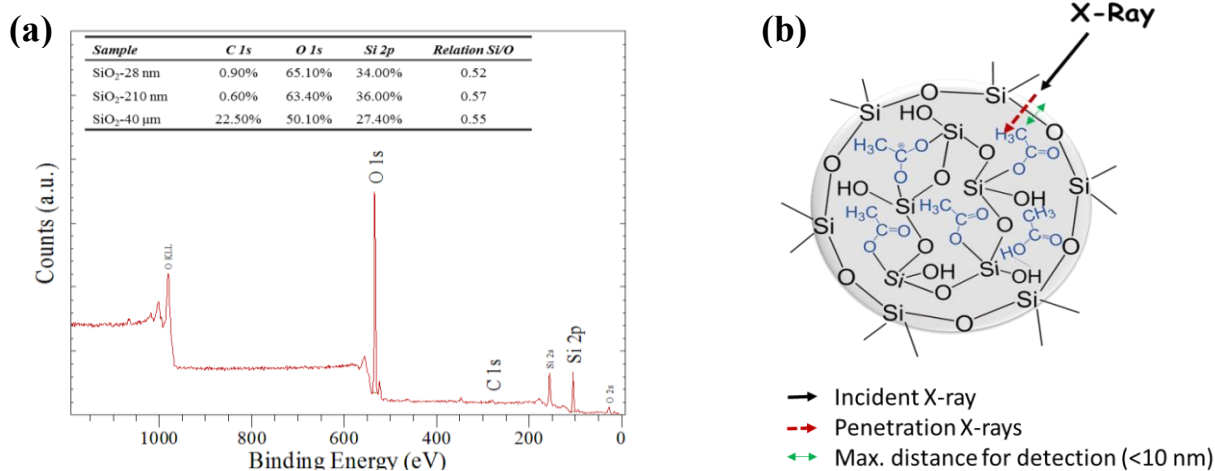 (a)
Sample C 1s O 1s Si 2p Relation Si/O
SiO₂-28 nm 0.90% 65.10% 34.00% 0.52
SiO₂-210 nm 0.60% 63.40% 36.00% 0.57
SiO₂-40 µm 22.50% 50.10% 27.40% 0.55
Counts (a.u.)
O KLL
O 1s
C 1s
Si 2s
Si 2p
O 2s
1000 800 600 400 200 0
Binding Energy (eV)
(b)
X-Ray
Si O Si
HO Si H₃C O
H₃C C O O C O
O O O
O Si Si
HO Si OH
Si H₃C H₃C O CH₃ O
C O C O HO C O
O O O
Si OH Si OH
O O
Si O Si
Incident X-ray
Penetration X-rays
Max. distance for detection (<10 nm)